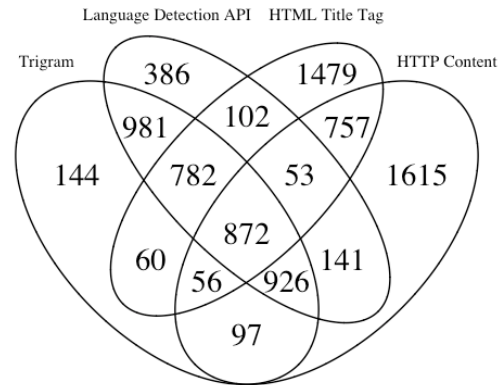 Language Detection API HTML Title Tag
Trigram HTTP Content
386 1479
981 102 757
144 782 53 1615
872
60 141
56 926
97